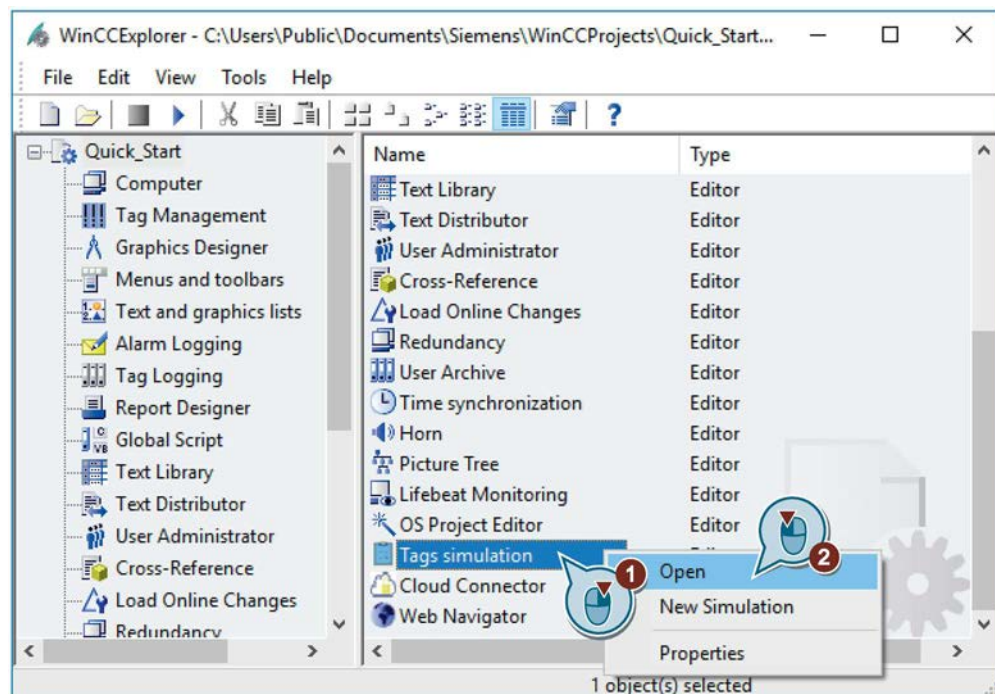 WinCCExplorer - C:\Users\Public\Documents\Siemens\WinCCProjects\Quick_Start...
File Edit View Tools Help
Quick_Start
Computer
Tag Management
Graphics Designer
Menus and toolbars
Text and graphics lists
Alarm Logging
Tag Logging
Report Designer
Global Script
Text Library
Text Distributor
User Administrator
Cross-Reference
Load Online Changes
Redundancy
Name Type
Text Library Editor
Text Distributor Editor
User Administrator Editor
Cross-Reference Editor
Load Online Changes Editor
Redundancy Editor
User Archive Editor
Time synchronization Editor
Horn Editor
Picture Tree Editor
Lifebeat Monitoring Editor
OS Project Editor Editor
Tags simulation
Cloud Connector
Web Navigator
1
2
Open
New Simulation
Properties
1 object(s) selected